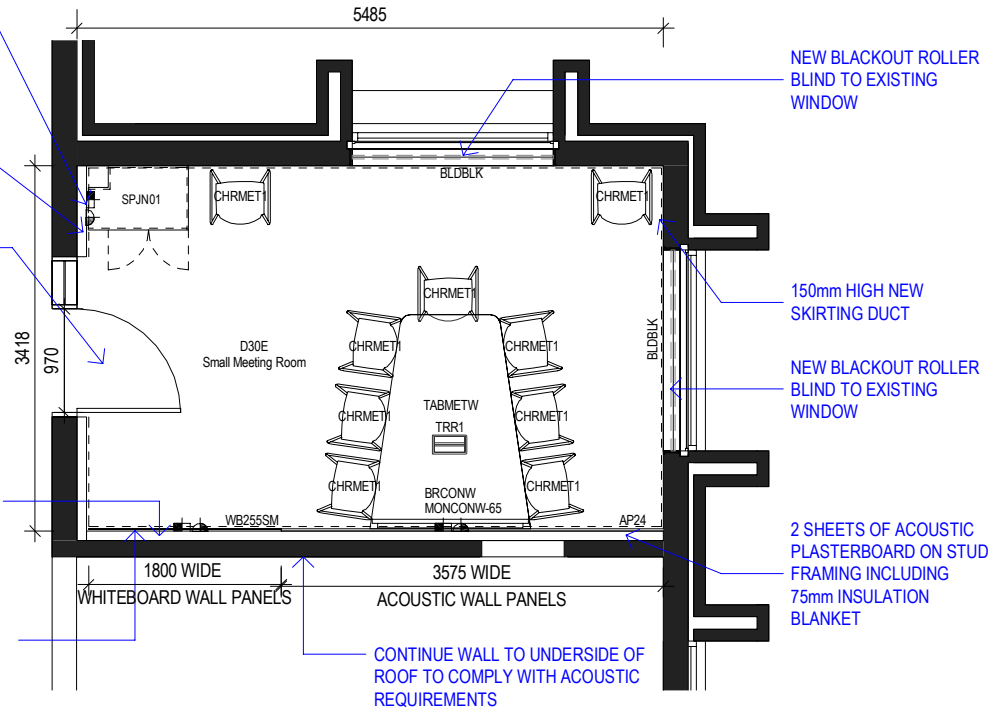 5485
NEW BLACKOUT ROLLER
BLIND TO EXISTING
WINDOW
BLDBLK
SPJN01
CHRMET1
CHRMET1
150mm HIGH NEW
SKIRTING DUCT
CHRMET1
3418
970
D30E
Small Meeting Room
CHRMET1
CHRMET1
BLDBLK
NEW BLACKOUT ROLLER
BLIND TO EXISTING
WINDOW
TABMETW
TRR1
CHRMET1
CHRMET1
CHRMET1
CHRMET1
BRCONW
MONCONW-65
WB255SM
AP24
2 SHEETS OF ACOUSTIC
PLASTERBOARD ON STUD
FRAMING INCLUDING
75mm INSULATION
BLANKET
1800 WIDE
WHITEBOARD WALL PANELS
3575 WIDE
ACOUSTIC WALL PANELS
CONTINUE WALL TO UNDERSIDE OF
ROOF TO COMPLY WITH ACOUSTIC
REQUIREMENTS